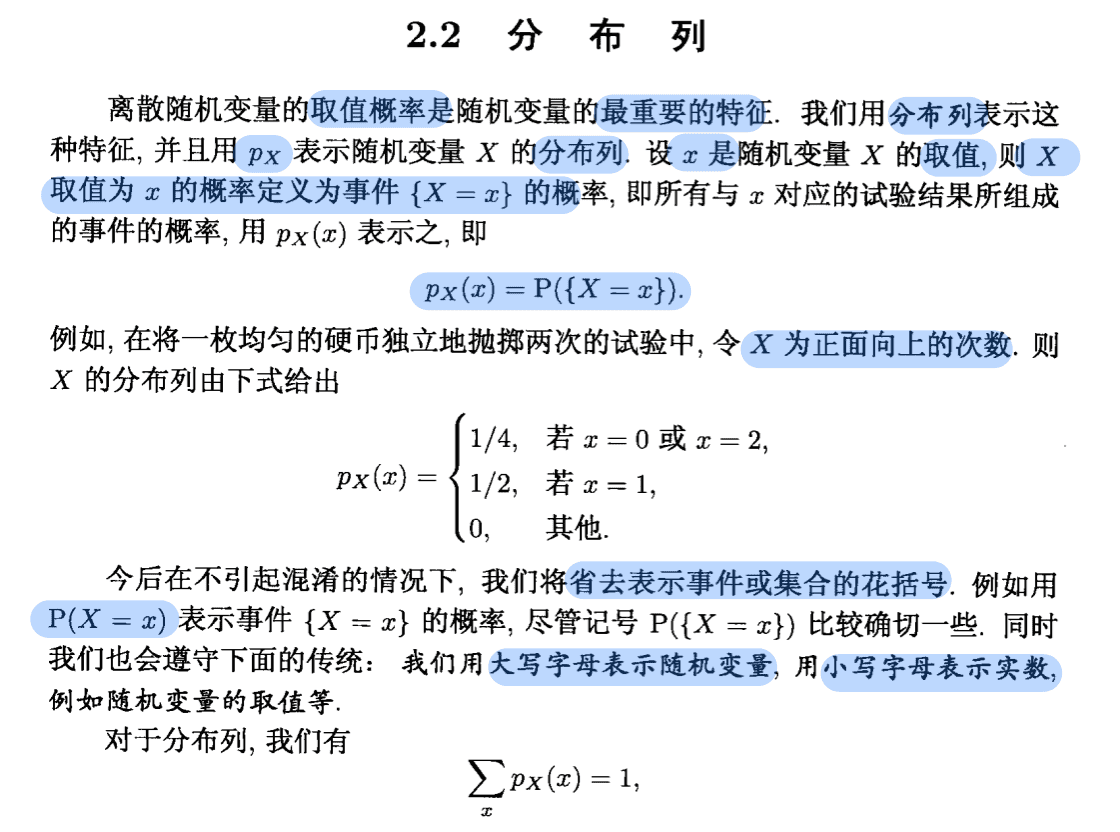 2.2 分 布 列
离散随机变量的取值概率是随机变量的最重要的特征. 我们用分布列表示这
种特征, 并且用 pX 表示随机变量 X 的分布列. 设 x 是随机变量 X 的取值, 则 X
取值为 x 的概率定义为事件 {X = x} 的概率, 即所有与 x 对应的试验结果所组成
的事件的概率, 用 pX(x) 表示之, 即
pX(x) = P({X = x}).
例如, 在将一枚均匀的硬币独立地抛掷两次的试验中, 令 X 为正面向上的次数. 则
X 的分布列由下式给出
pX(x) = { 1/4, 若 x = 0 或 x = 2,
1/2, 若 x = 1,
0, 其他.
今后在不引起混淆的情况下, 我们将省去表示事件或集合的花括号. 例如用
P(X = x) 表示事件 {X = x} 的概率, 尽管记号 P({X = x}) 比较确切一些. 同时
我们也会遵守下面的传统： 我们用大写字母表示随机变量, 用小写字母表示实数,
例如随机变量的取值等.
对于分布列, 我们有
∑x pX(x) = 1,